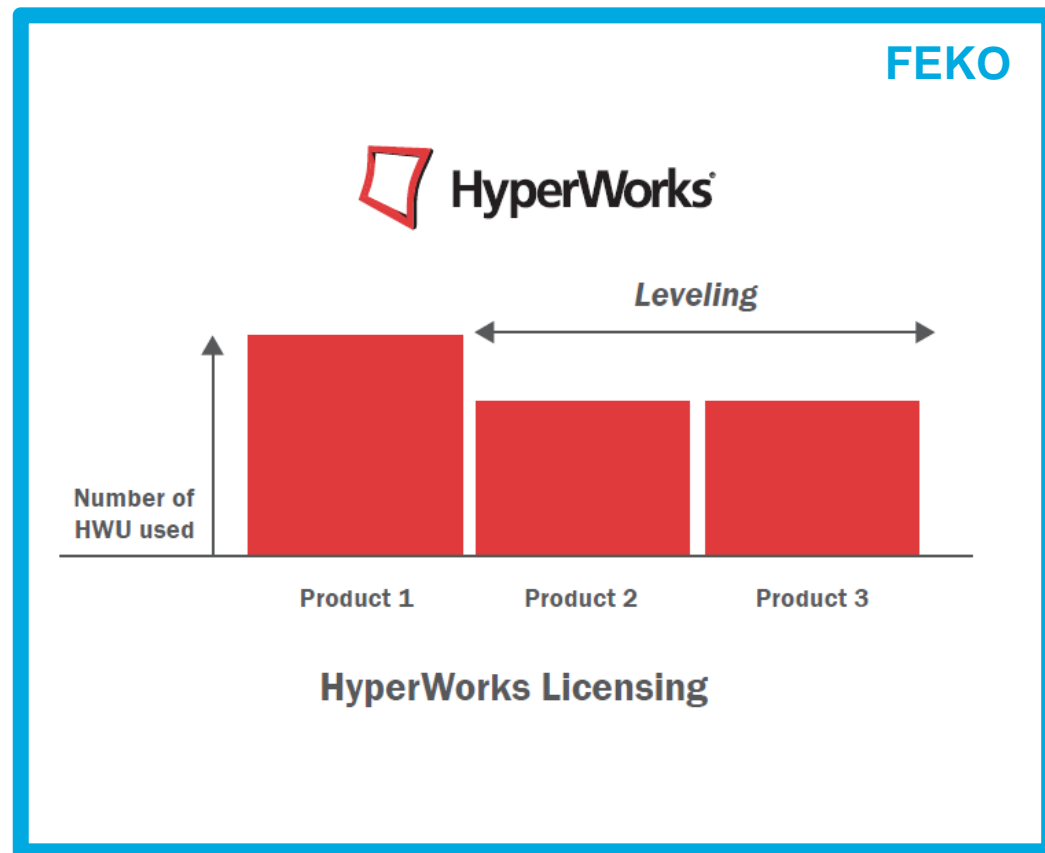 FEKO
HyperWorks®
Leveling
Number of
HWU used
Product 1
Product 2
Product 3
HyperWorks Licensing